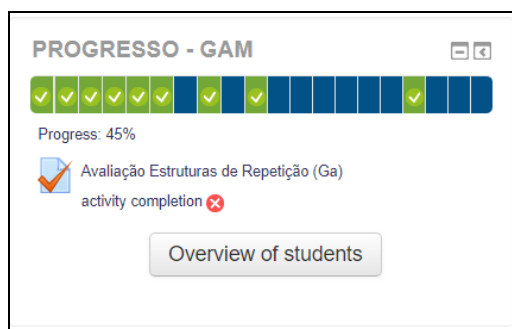 PROGRESSO - GAM
Progress: 45%
Avaliação Estruturas de Repetição (Ga)
activity completion
Overview of students